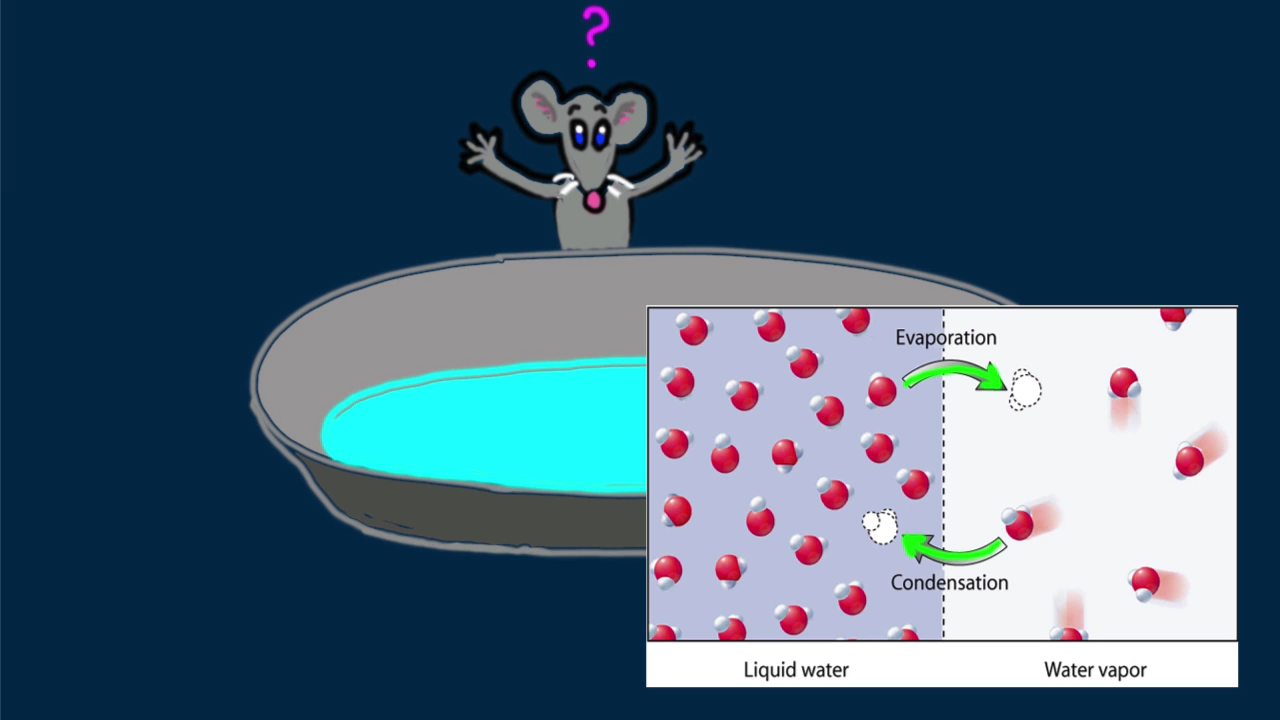 ?
Evaporation
Condensation
Liquid water
Water vapor